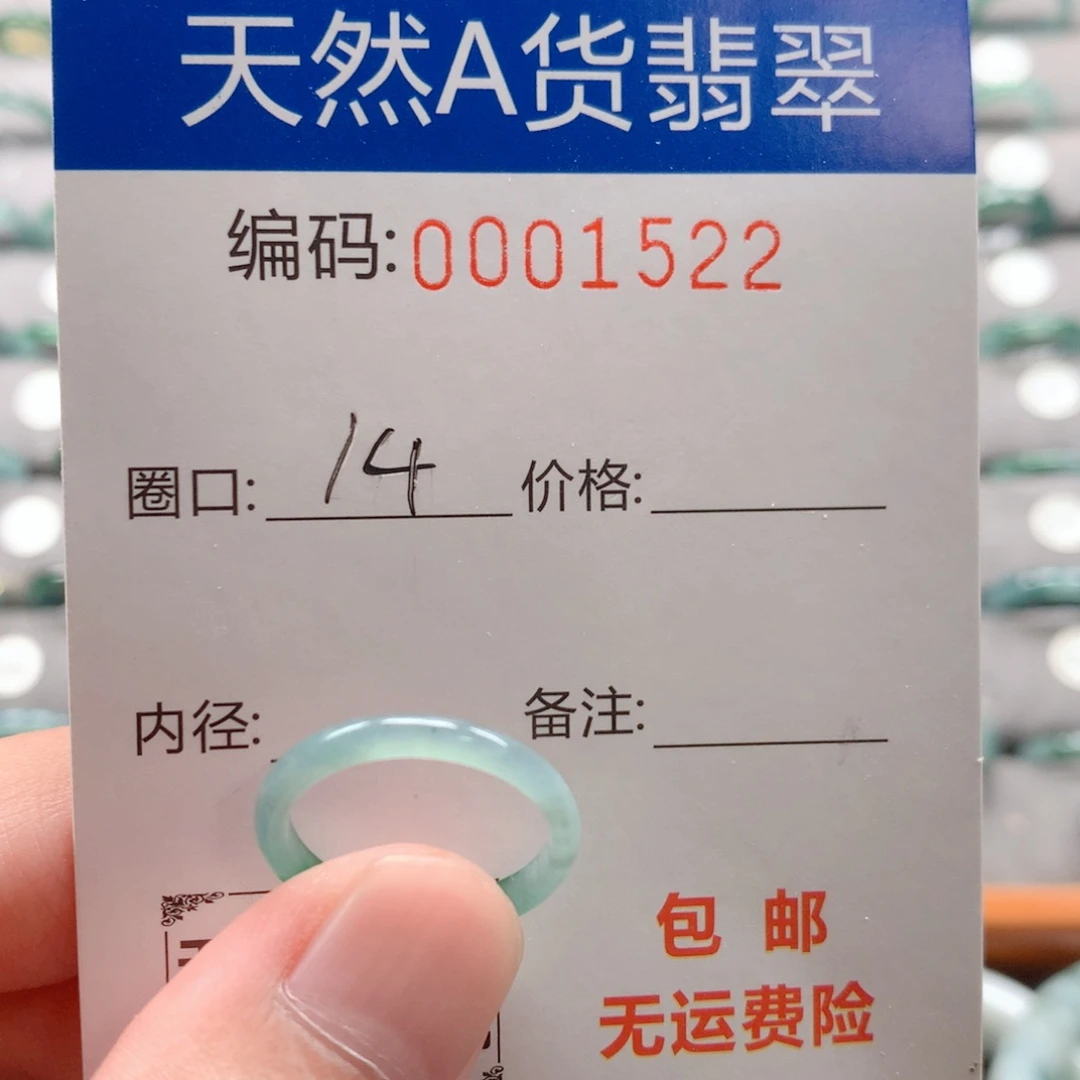 天然A货翡翠
编码:0001522
圈口: 14 价格:
内径: 备注:
包邮
无运费险